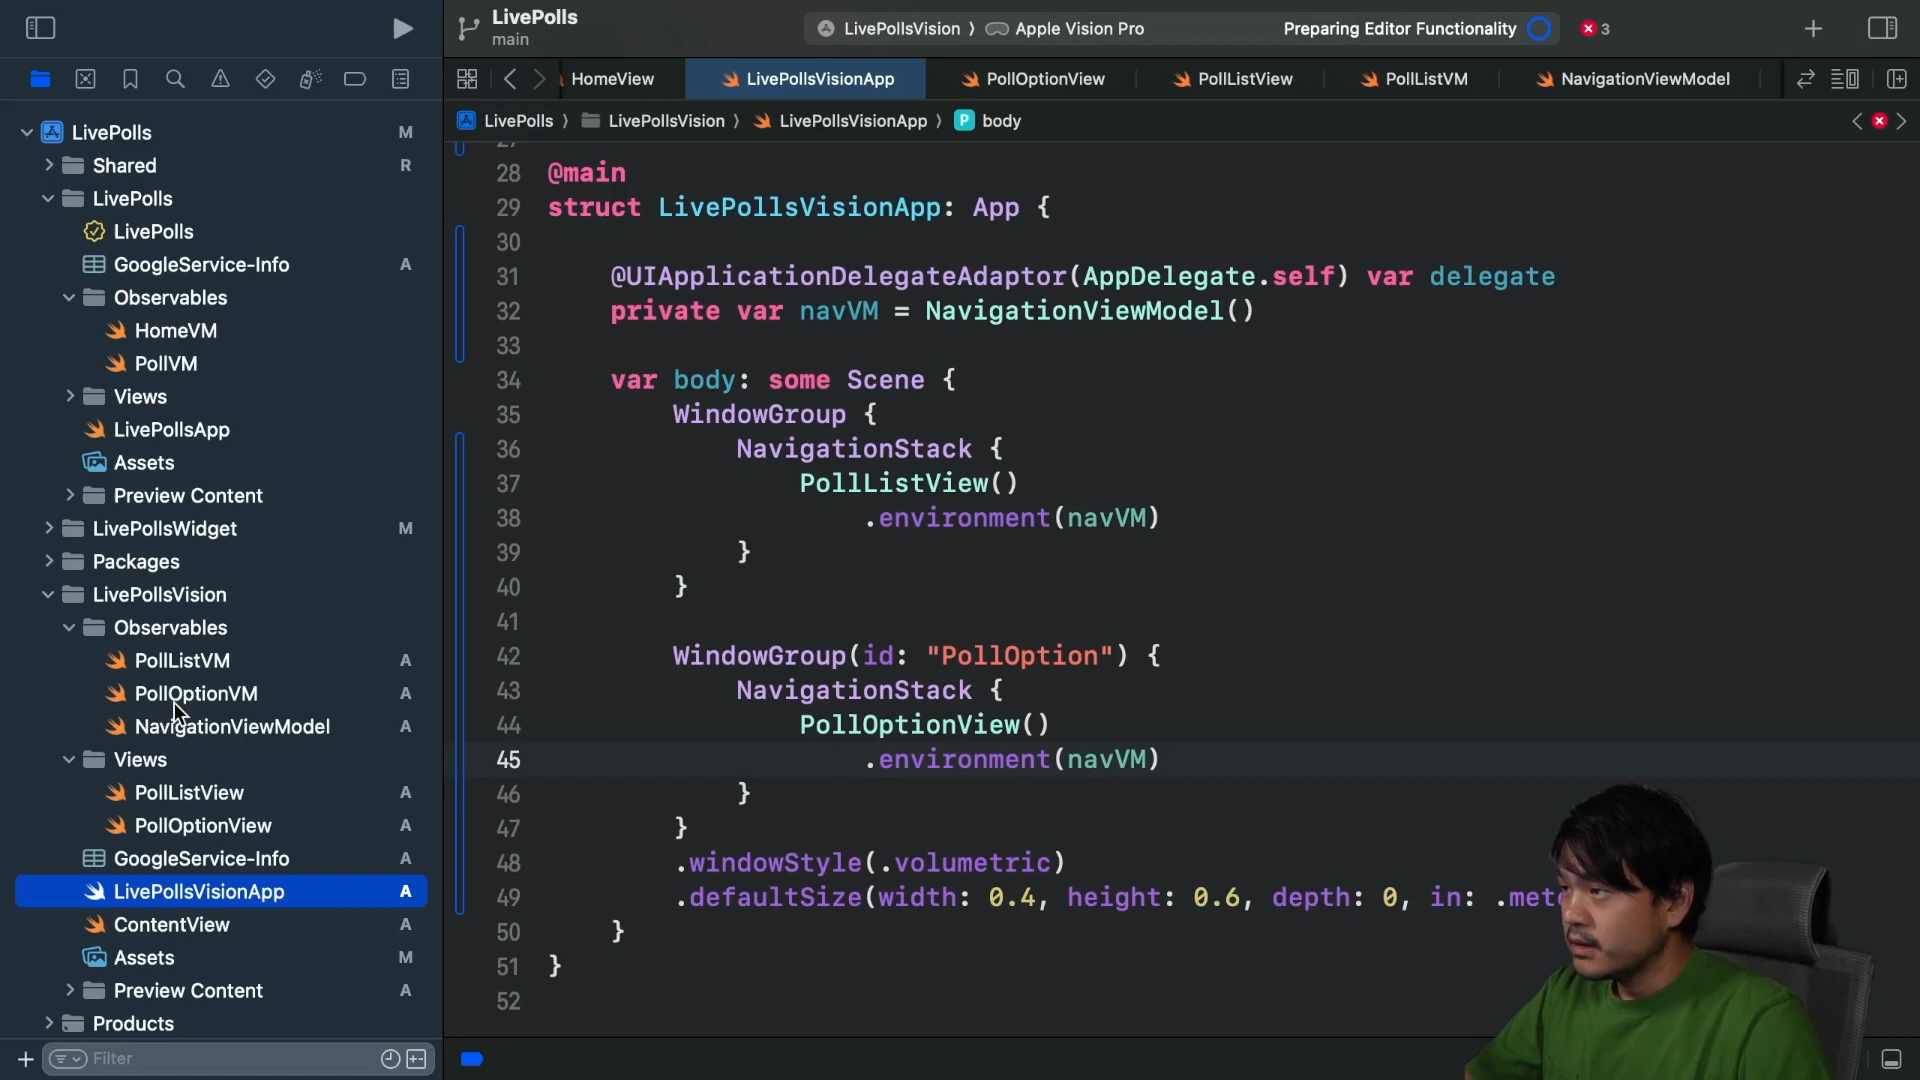 LivePolls
main
LivePollsVision 〉 Apple Vision Pro
Preparing Editor Functionality
3
HomeView
LivePollsVisionApp
PollOptionView
PollListView
PollListVM
NavigationViewModel
LivePolls 〉 LivePollsVision 〉 LivePollsVisionApp 〉 P body
LivePolls M
Shared R
LivePolls
LivePolls
GoogleService-Info A
Observables
HomeVM
PollVM
Views
LivePollsApp
Assets
Preview Content
LivePollsWidget M
Packages
LivePollsVision
Observables
PollListVM A
PollOptionVM A
NavigationViewModel A
Views
PollListView A
PollOptionView A
GoogleService-Info A
LivePollsVisionApp A
ContentView A
Assets M
Preview Content A
Products
Filter
27
28 @main
29 struct LivePollsVisionApp: App {
30
31 @UIApplicationDelegateAdaptor(AppDelegate.self) var delegate
32 private var navVM = NavigationViewModel()
33
34 var body: some Scene {
35 WindowGroup {
36 NavigationStack {
37 PollListView()
38 .environment(navVM)
39 }
40 }
41
42 WindowGroup(id: "PollOption") {
43 NavigationStack {
44 PollOptionView()
45 .environment(navVM)
46 }
47 }
48 .windowStyle(.volumetric)
49 .defaultSize(width: 0.4, height: 0.6, depth: 0, in: .mete
50 }
51 }
52